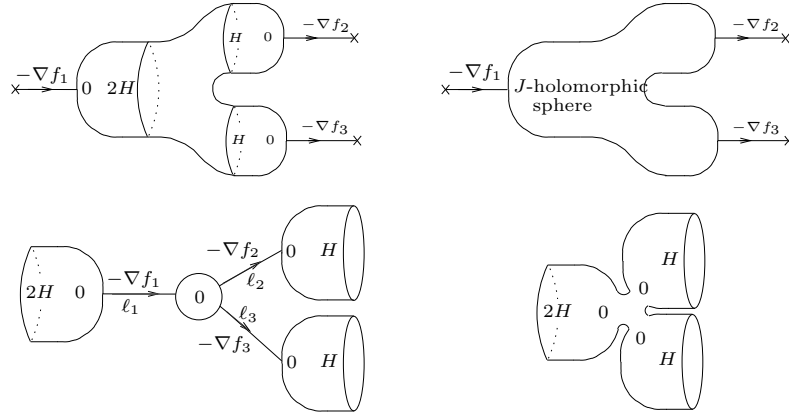 −∇f₁
0 2H
H 0
−∇f₂
H 0
−∇f₃
−∇f₁
J-holomorphic
sphere
−∇f₂
−∇f₃
2H 0
−∇f₁
ℓ₁
0
−∇f₂
ℓ₂
ℓ₃
−∇f₃
0 H
0 H
2H 0
0
H
0
H